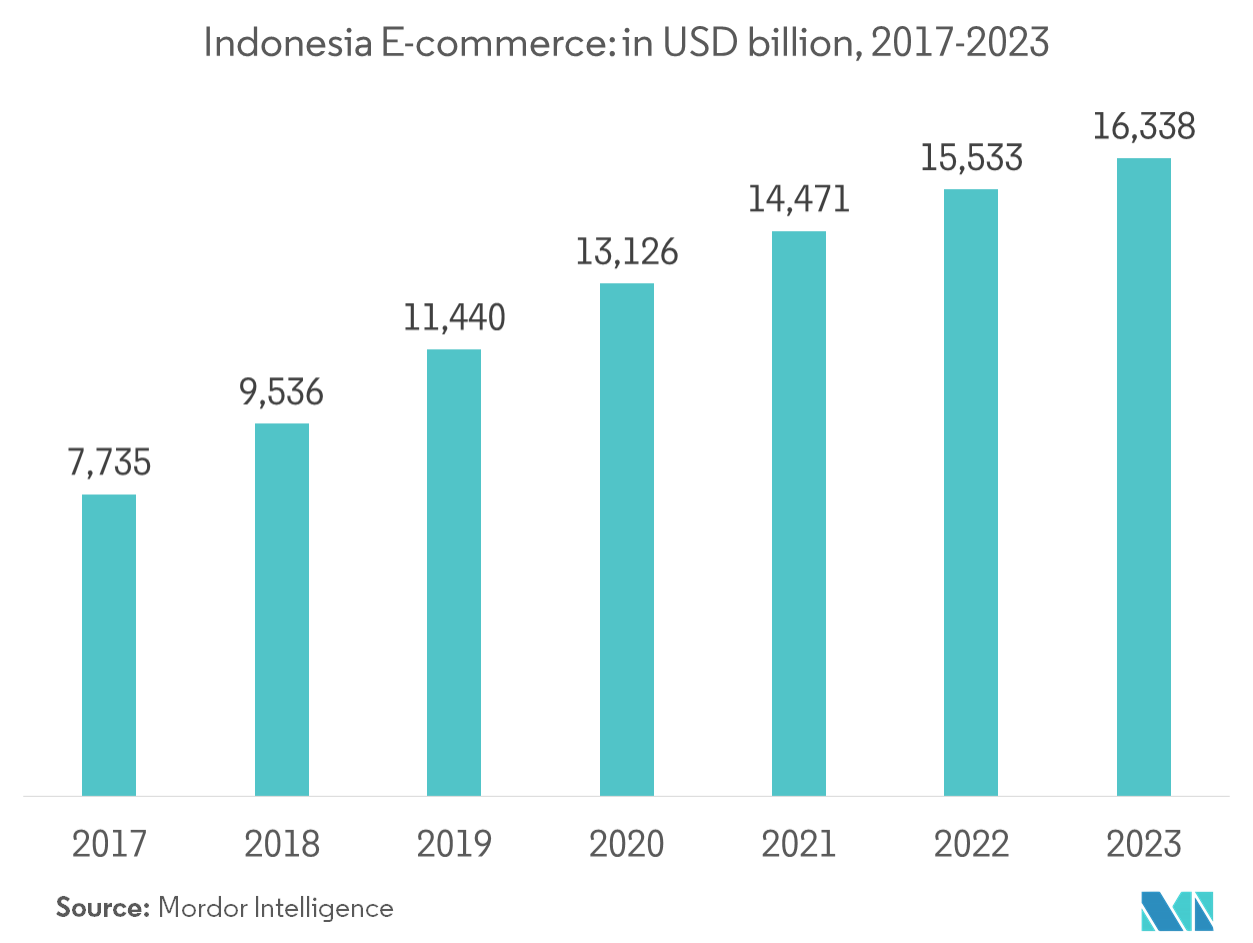 Indonesia E-commerce: in USD billion, 2017-2023
16,338
15,533
14,471
13,126
11,440
9,536
7,735
2017 2018 2019 2020 2021 2022 2023
Source: Mordor Intelligence